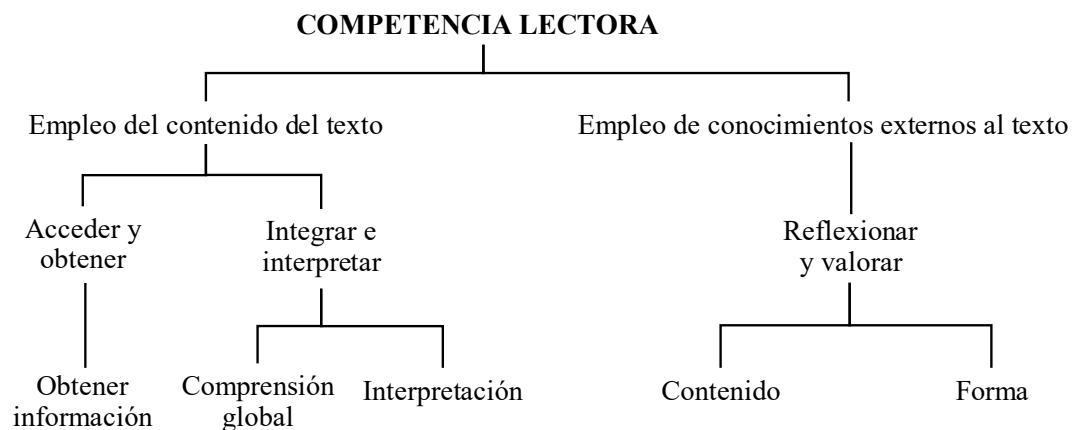 COMPETENCIA LECTORA
Empleo del contenido del texto
Empleo de conocimientos externos al texto
Acceder y
obtener
Integrar e
interpretar
Reflexionar
y valorar
Obtener
información
Comprensión
global
Interpretación
Contenido
Forma